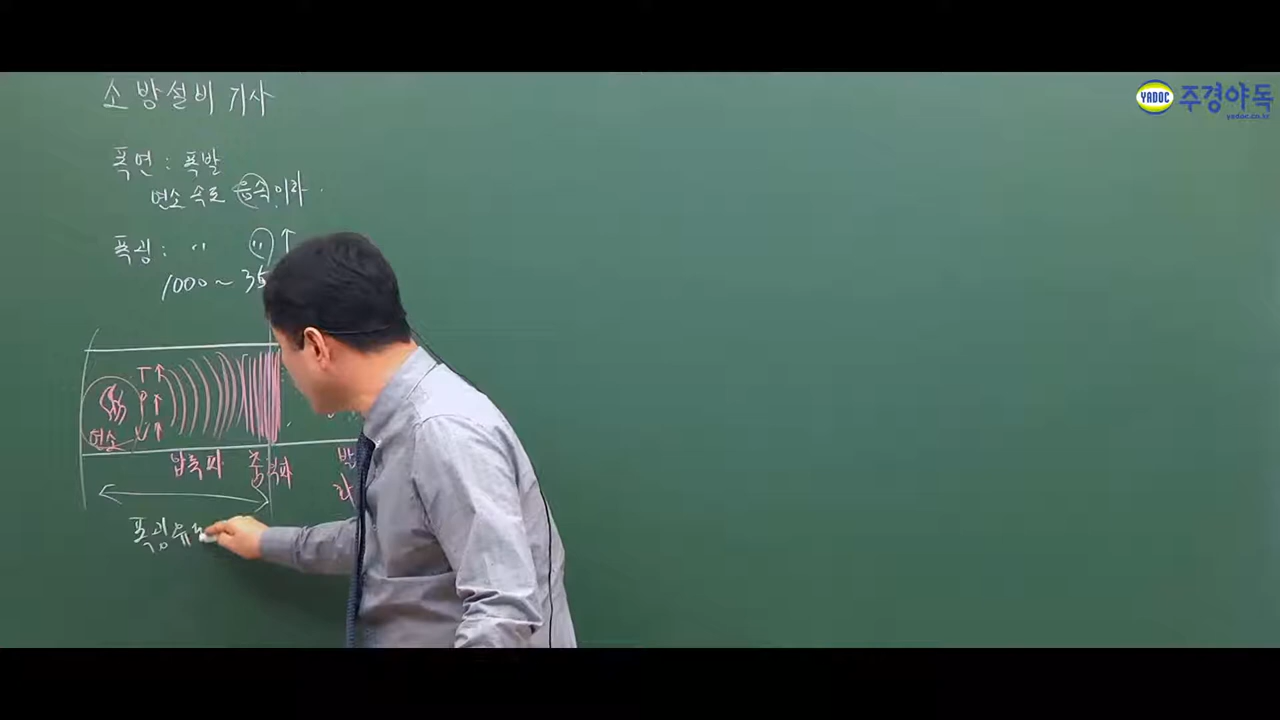 소방설비기사
폭연 : 폭발
연소속도 음속이하
폭굉 : " " ↑
1000 ~ 35
T ↑
P ↑
V ↑
연소
압축파
충격파
폭굉유
YADOC 주경야독
yadoc.co.kr